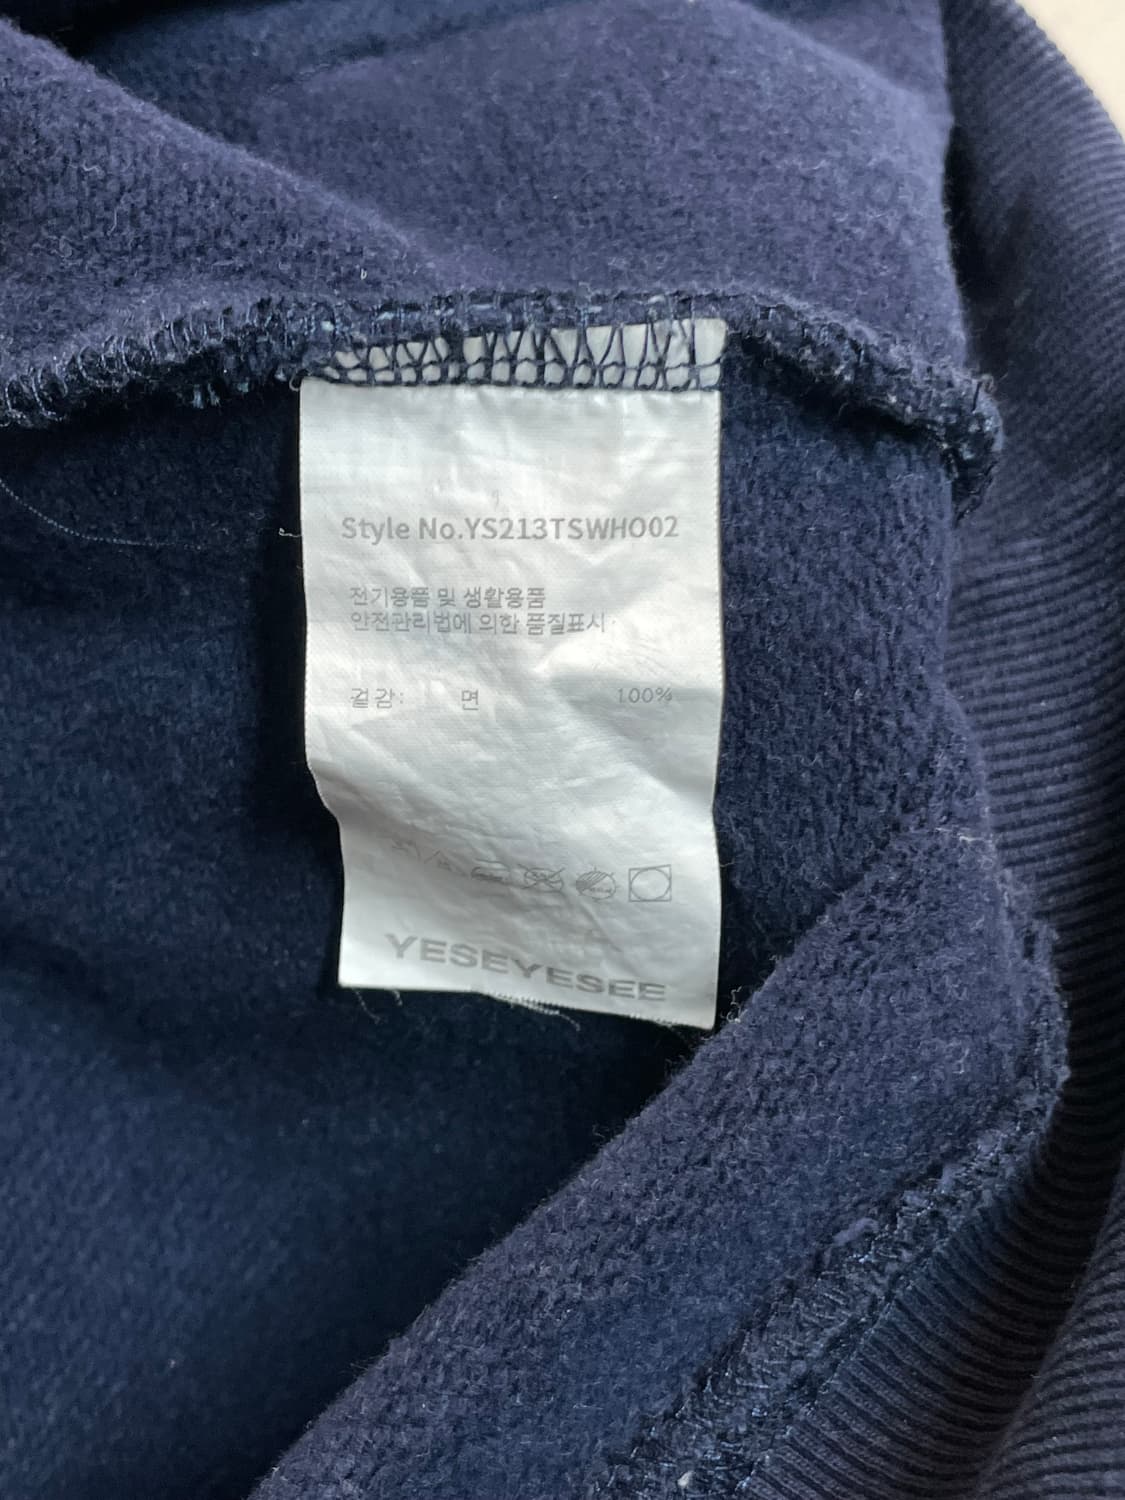 Style No.YS213TSWHO02
전기용품 및 생활용품
안전관리법에 의한 품질표시
겉감: 면 100%
YESEYESEE